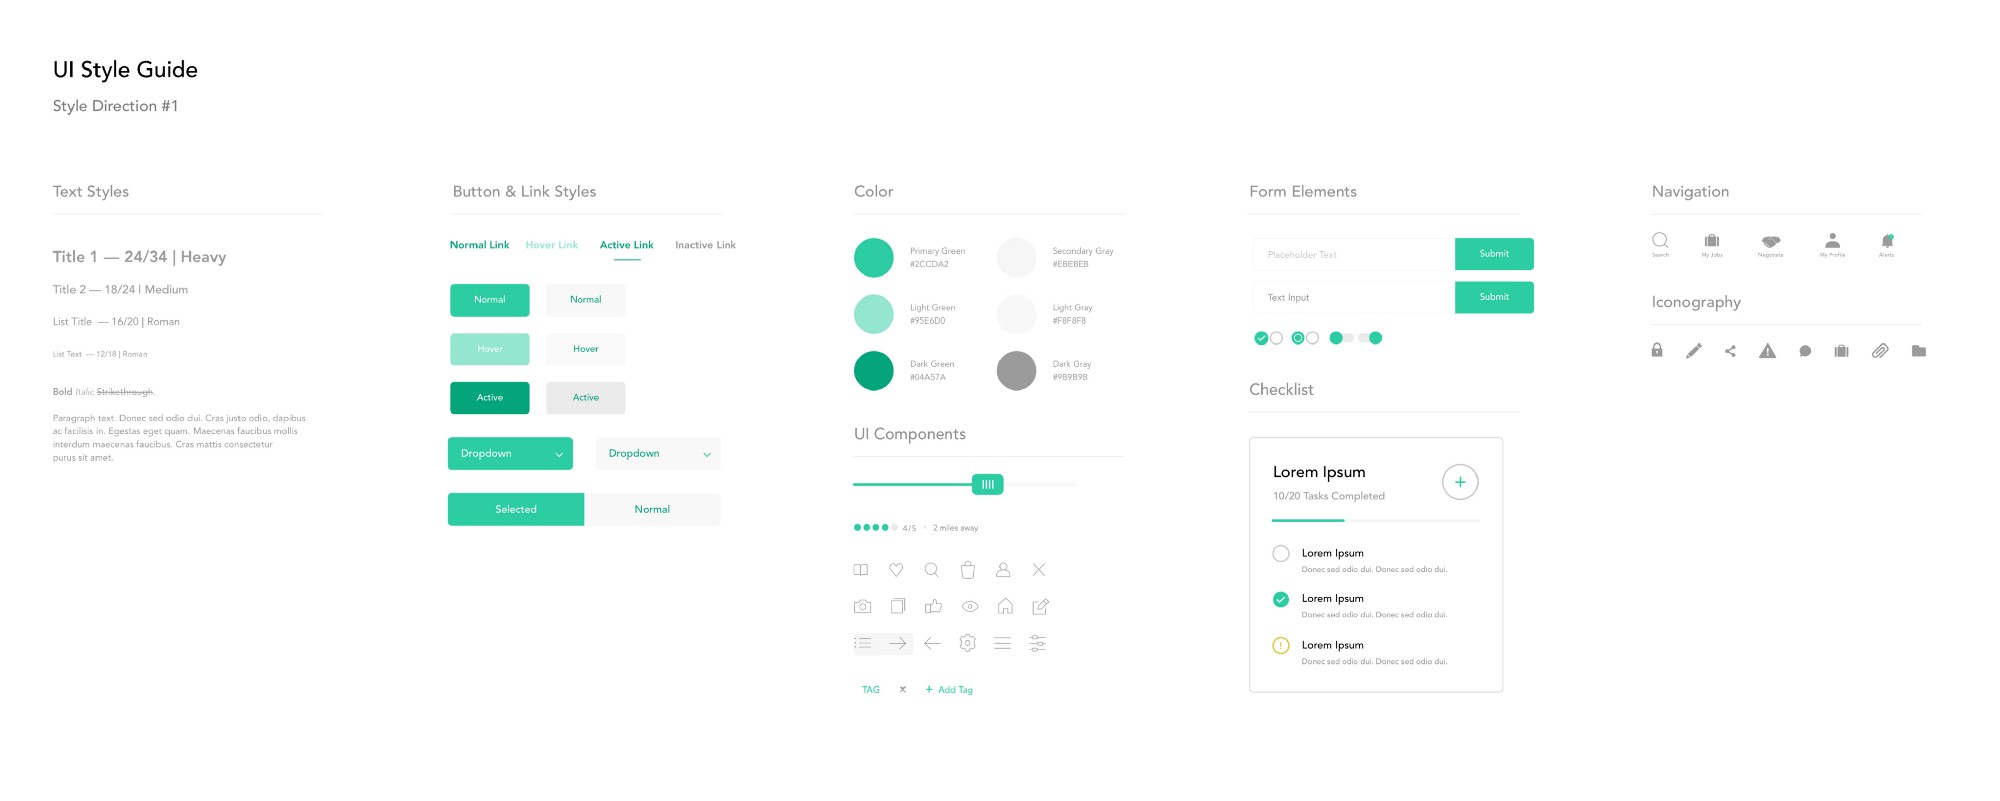 UI Style Guide
Style Direction #1
Text Styles
Title 1 — 24/34 | Heavy
Title 2 — 18/24 | Medium
List Title — 16/20 | Roman
List Text — 12/18 | Roman
Bold Italic Strikethrough.
Paragraph text. Donec sed odio dui. Cras justo odio, dapibus
ac facilisis in. Egestas eget quam. Maecenas faucibus mollis
interdum maecenas faucibus. Cras mattis consectetur
purus sit amet.
Button & Link Styles
Normal Link Hover Link Active Link Inactive Link
Normal Normal
Hover Hover
Active Active
Dropdown Dropdown
Selected Normal
Color
Primary Green
#2CCDA2
Secondary Gray
#EBEBEB
Light Green
#95E6D0
Light Gray
#F8F8F8
Dark Green
#04A57A
Dark Gray
#9B9B9B
UI Components
4/5 2 miles away
TAG + Add Tag
Form Elements
Placeholder Text Submit
Text Input Submit
Checklist
Lorem Ipsum
10/20 Tasks Completed
Lorem Ipsum
Donec sed odio dui. Donec sed odio dui.
Lorem Ipsum
Donec sed odio dui. Donec sed odio dui.
Lorem Ipsum
Donec sed odio dui. Donec sed odio dui.
Navigation
Search My Jobs Negotiate My Profile Alerts
Iconography